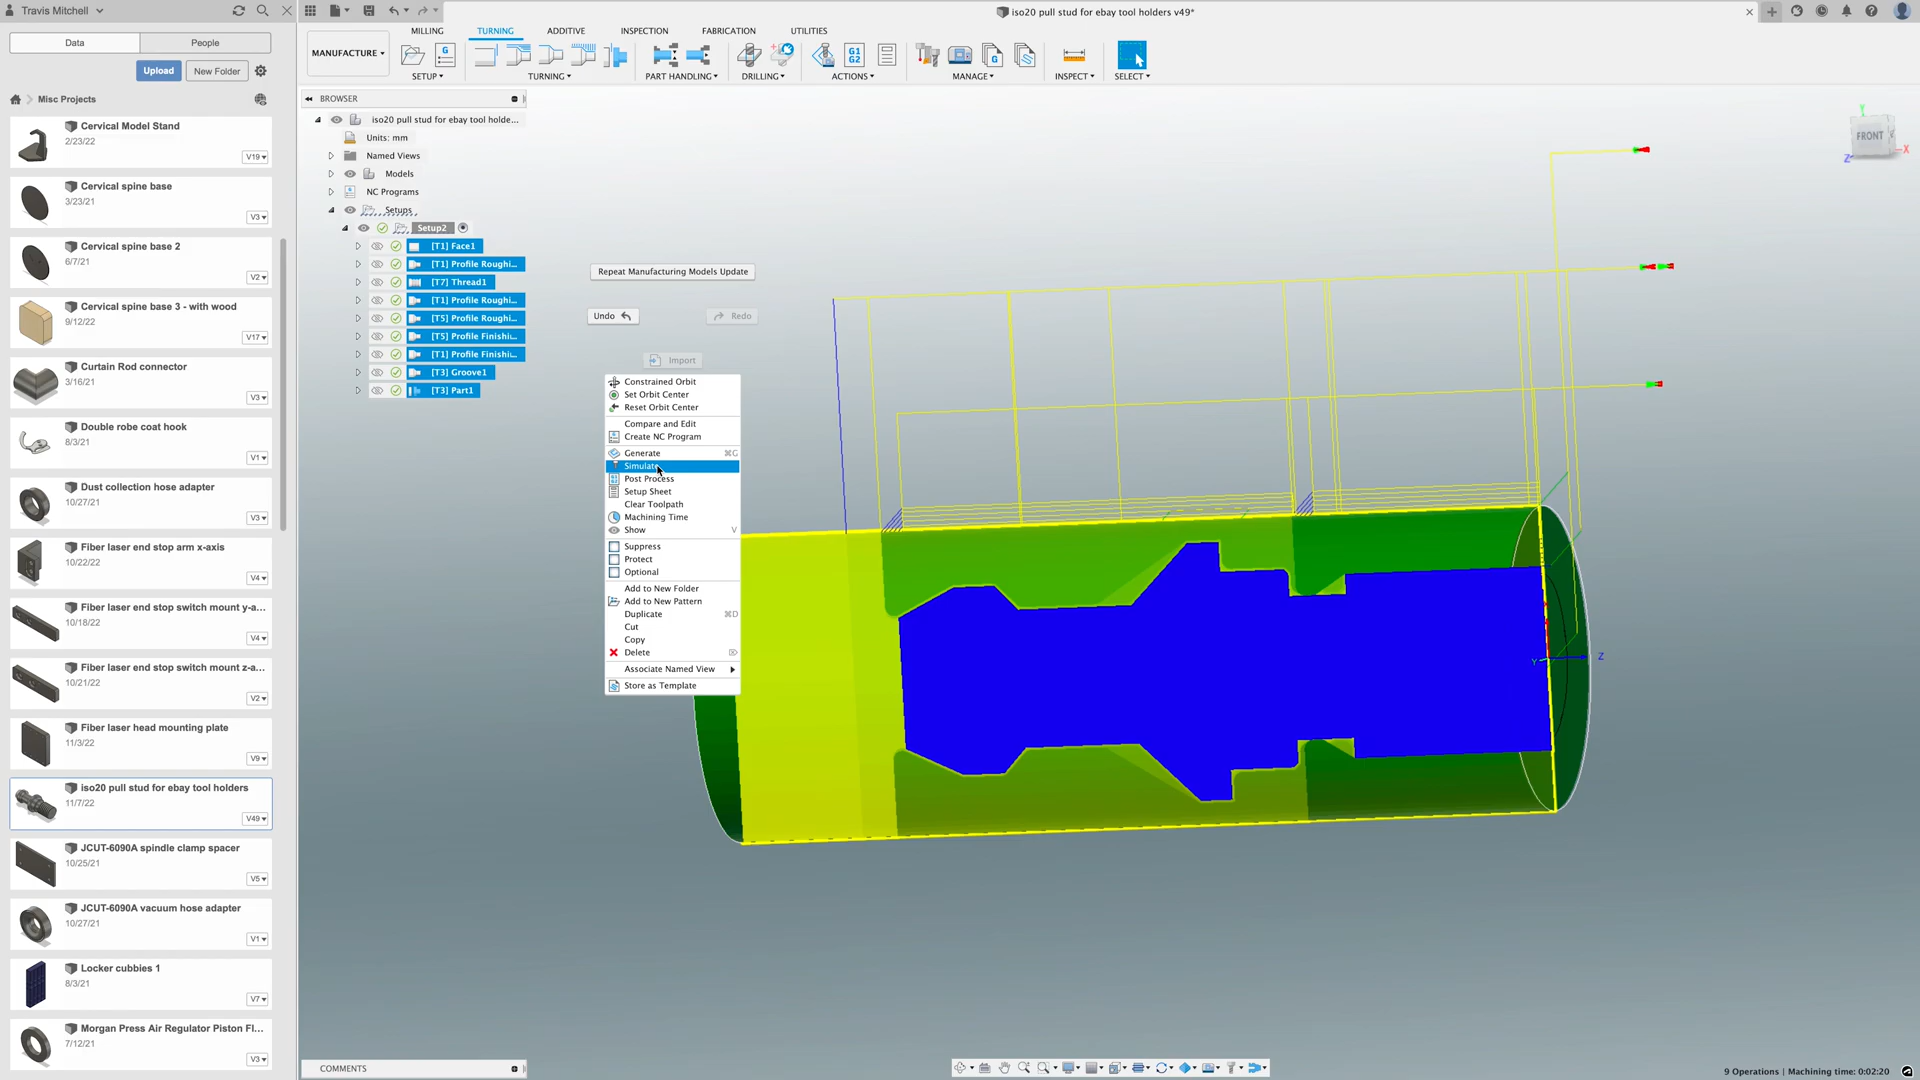 Travis Mitchell
Data
People
Upload
New Folder
Misc Projects
Cervical Model Stand
2/23/22
V19
Cervical spine base
3/23/21
V3
Cervical spine base 2
6/7/21
V2
Cervical spine base 3 - with wood
9/12/22
V17
Curtain Rod connector
3/16/21
V3
Double robe coat hook
8/3/21
V1
Dust collection hose adapter
10/27/21
V3
Fiber laser end stop arm x-axis
10/22/22
V4
Fiber laser end stop switch mount y-a...
10/18/22
V4
Fiber laser end stop switch mount z-a...
10/21/22
V2
Fiber laser head mounting plate
11/3/22
V9
iso20 pull stud for ebay tool holders
11/7/22
V49
JCUT-6090A spindle clamp spacer
10/25/21
V5
JCUT-6090A vacuum hose adapter
10/27/21
V1
Locker cubbies 1
8/3/21
V7
Morgan Press Air Regulator Piston Fl...
7/12/21
V3
iso20 pull stud for ebay tool holders v49*
MANUFACTURE
MILLING
TURNING
ADDITIVE
INSPECTION
FABRICATION
UTILITIES
G1
G2
SETUP
TURNING
PART HANDLING
DRILLING
ACTIONS
MANAGE
INSPECT
SELECT
BROWSER
iso20 pull stud for ebay tool holde...
Units: mm
Named Views
Models
NC Programs
Setups
Setup2
[T1] Face1
[T1] Profile Roughi...
[T7] Thread1
[T1] Profile Roughi...
[T5] Profile Roughi...
[T5] Profile Finishi...
[T1] Profile Finishi...
[T3] Groove1
[T3] Part1
Repeat Manufacturing Models Update
Undo
Redo
Import
Constrained Orbit
Set Orbit Center
Reset Orbit Center
Compare and Edit
Create NC Program
Generate ⌘G
Simulate
Post Process
Setup Sheet
Clear Toolpath
Machining Time
Show V
Suppress
Protect
Optional
Add to New Folder
Add to New Pattern
Duplicate ⌘D
Cut
Copy
Delete
Associate Named View
Store as Template
Y
FRONT
X
Z
Y
Z
COMMENTS
9 Operations | Machining time: 0:02:20